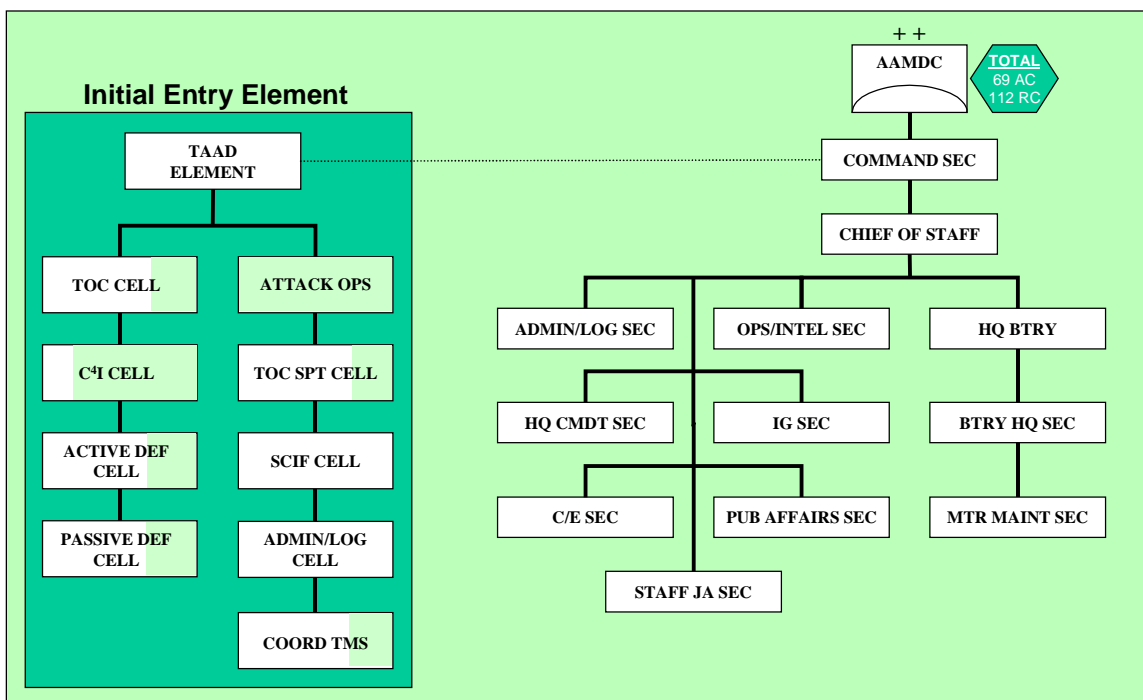 Initial Entry Element
TAAD
ELEMENT
TOC CELL
C⁴I CELL
ACTIVE DEF
CELL
PASSIVE DEF
CELL
ATTACK OPS
TOC SPT CELL
SCIF CELL
ADMIN/LOG
CELL
COORD TMS
+ +
AAMDC
TOTAL
69 AC
112 RC
COMMAND SEC
CHIEF OF STAFF
ADMIN/LOG SEC
OPS/INTEL SEC
HQ BTRY
HQ CMDT SEC
IG SEC
BTRY HQ SEC
C/E SEC
PUB AFFAIRS SEC
MTR MAINT SEC
STAFF JA SEC